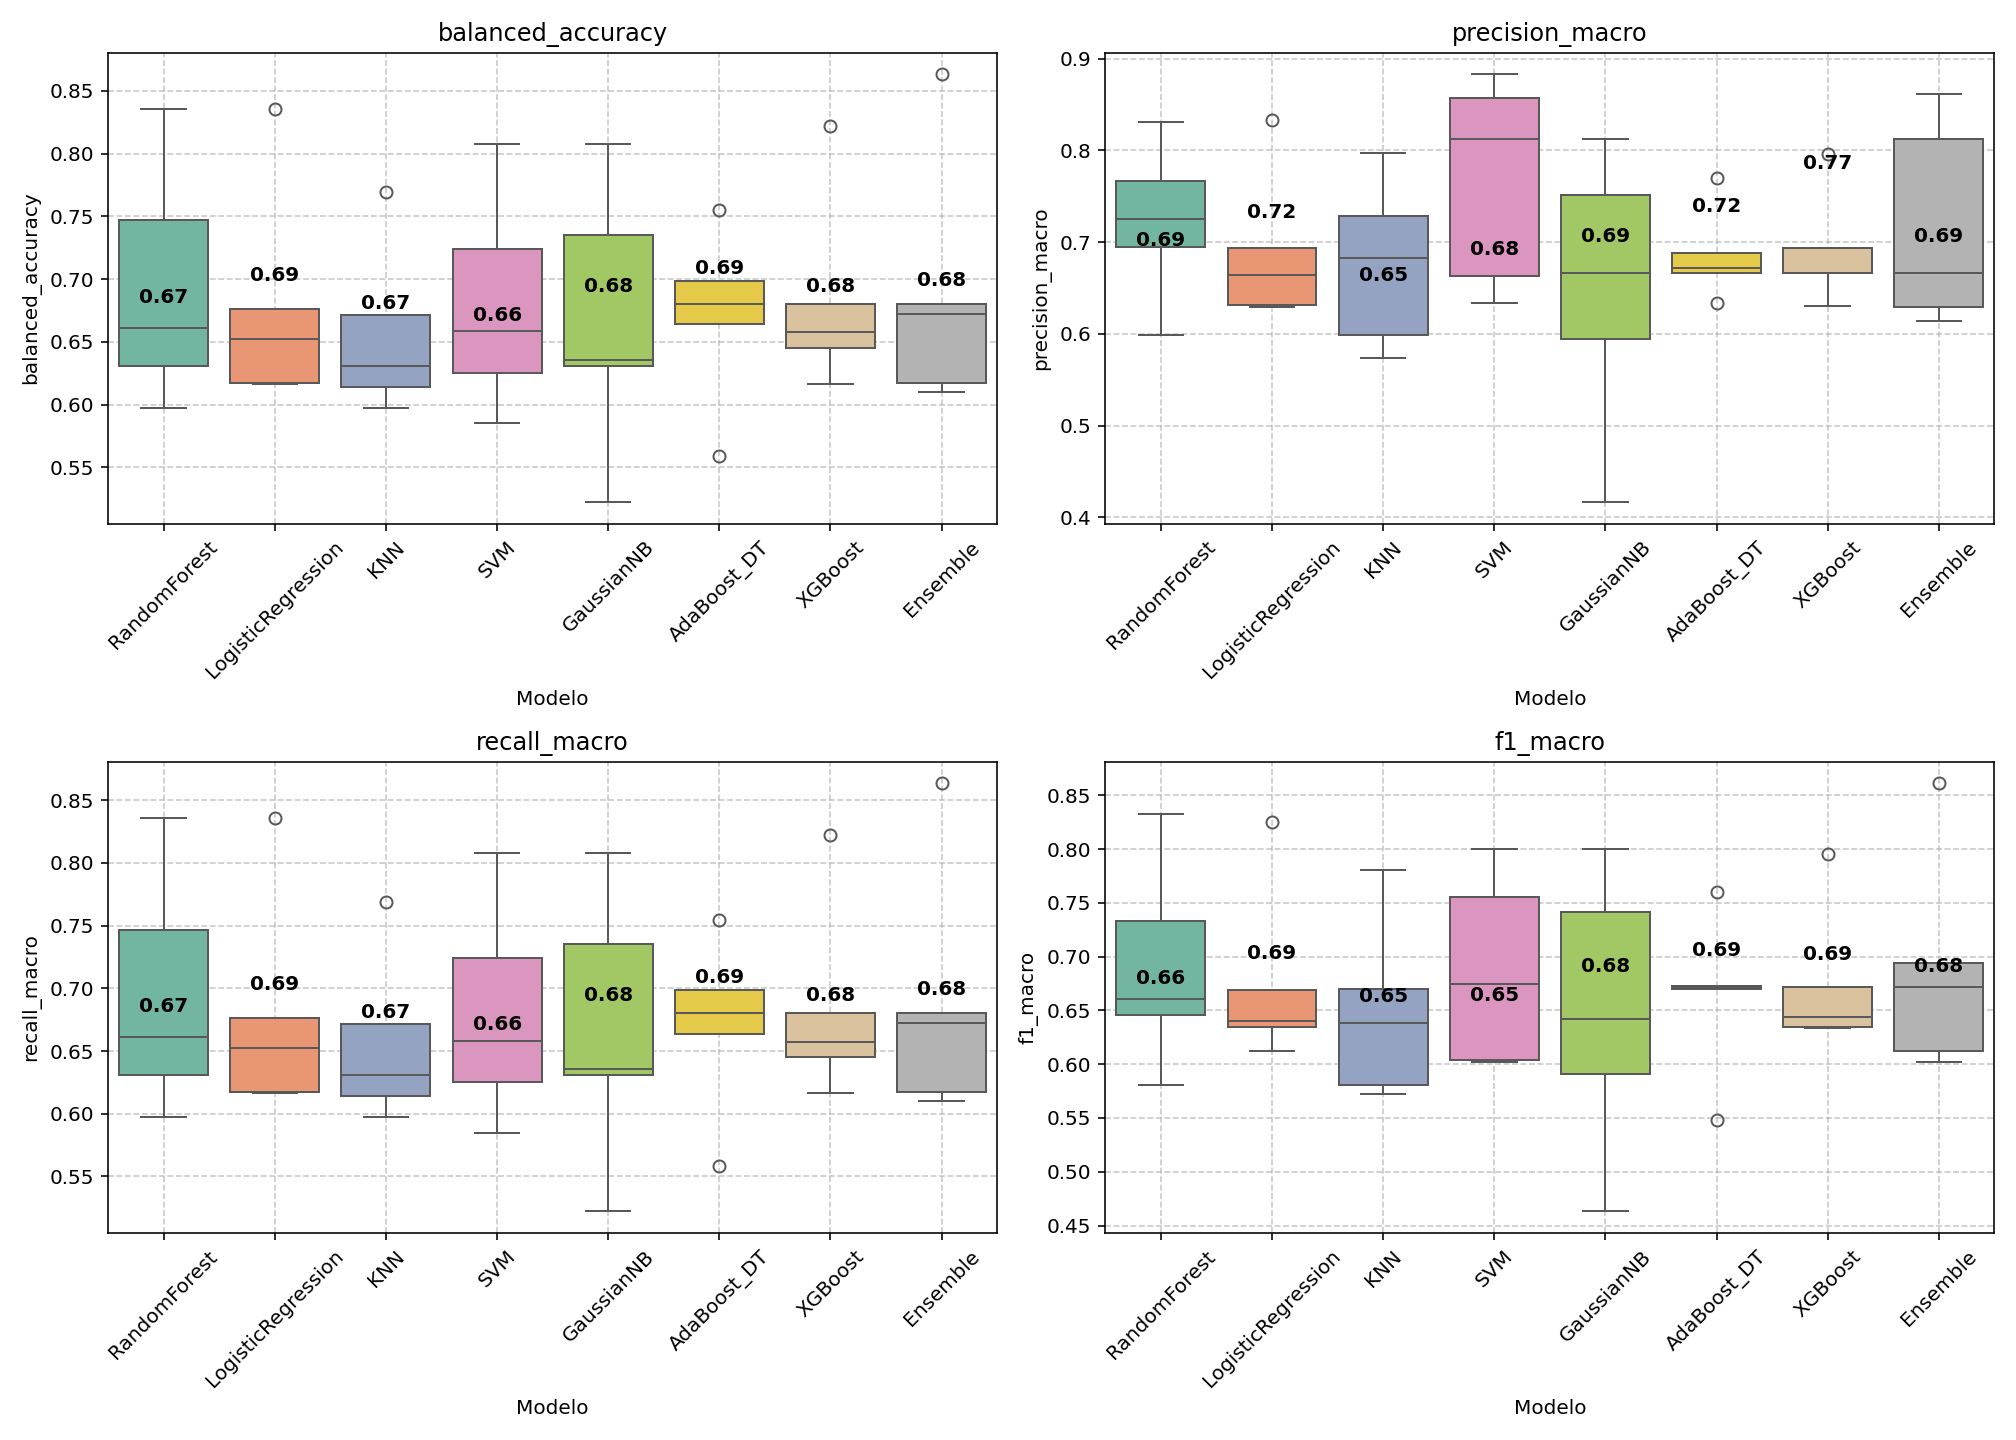 balanced_accuracy
balanced_accuracy
0.85
0.80
0.75
0.70
0.65
0.60
0.55
0.67
0.69
0.67
0.66
0.68
0.69
0.68
0.68
RandomForest
LogisticRegression
KNN
SVM
GaussianNB
AdaBoost_DT
XGBoost
Ensemble
Modelo
precision_macro
precision_macro
0.9
0.8
0.7
0.6
0.5
0.4
0.69
0.72
0.65
0.68
0.69
0.72
0.77
0.69
RandomForest
LogisticRegression
KNN
SVM
GaussianNB
AdaBoost_DT
XGBoost
Ensemble
Modelo
recall_macro
recall_macro
0.85
0.80
0.75
0.70
0.65
0.60
0.55
0.67
0.69
0.67
0.66
0.68
0.69
0.68
0.68
RandomForest
LogisticRegression
KNN
SVM
GaussianNB
AdaBoost_DT
XGBoost
Ensemble
Modelo
f1_macro
f1_macro
0.85
0.80
0.75
0.70
0.65
0.60
0.55
0.50
0.45
0.66
0.69
0.65
0.65
0.68
0.69
0.69
0.68
RandomForest
LogisticRegression
KNN
SVM
GaussianNB
AdaBoost_DT
XGBoost
Ensemble
Modelo